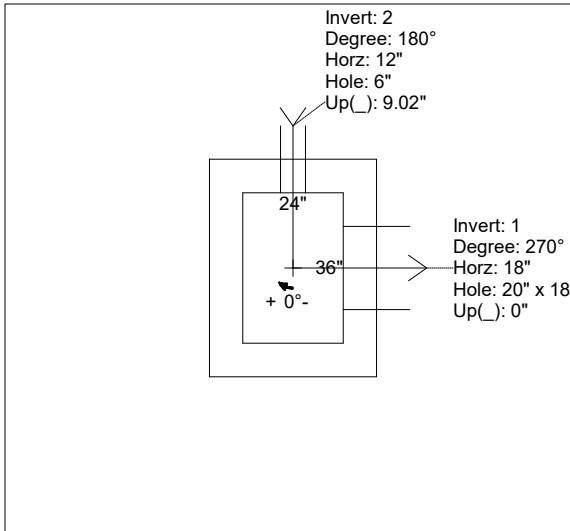 Invert: 2
Degree: 180°
Horz: 12"
Hole: 6"
Up(_): 9.02"
24"
36"
+ 0°-
Invert: 1
Degree: 270°
Horz: 18"
Hole: 20" x 18
Up(_): 0"